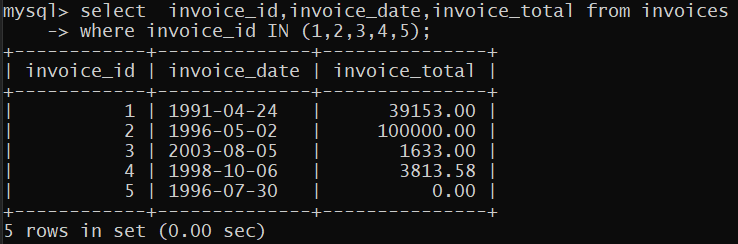 mysql> select  invoice_id,invoice_date,invoice_total from invoices
    -> where invoice_id IN (1,2,3,4,5);
+------------+--------------+---------------+
| invoice_id | invoice_date | invoice_total |
+------------+--------------+---------------+
|          1 | 1991-04-24   |      39153.00 |
|          2 | 1996-05-02   |     100000.00 |
|          3 | 2003-08-05   |       1633.00 |
|          4 | 1998-10-06   |       3813.58 |
|          5 | 1996-07-30   |          0.00 |
+------------+--------------+---------------+
5 rows in set (0.00 sec)